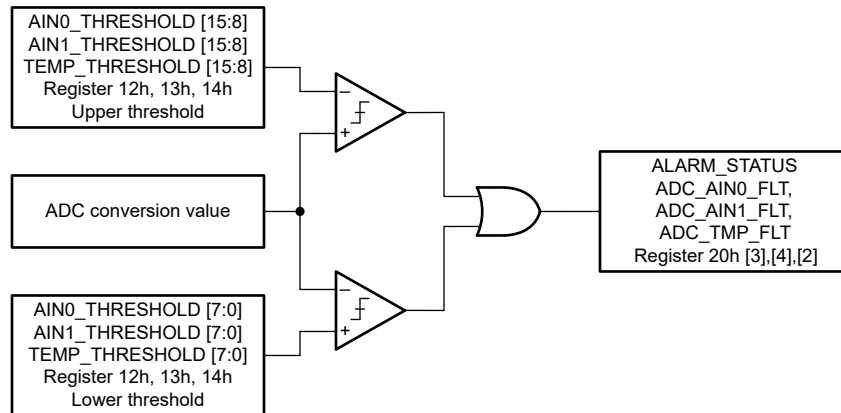 AIN0_THRESHOLD [15:8]
AIN1_THRESHOLD [15:8]
TEMP_THRESHOLD [15:8]
Register 12h, 13h, 14h
Upper threshold
−
+
ADC conversion value
ALARM_STATUS
ADC_AIN0_FLT,
ADC_AIN1_FLT,
ADC_TMP_FLT
Register 20h [3],[4],[2]
−
+
AIN0_THRESHOLD [7:0]
AIN1_THRESHOLD [7:0]
TEMP_THRESHOLD [7:0]
Register 12h, 13h, 14h
Lower threshold